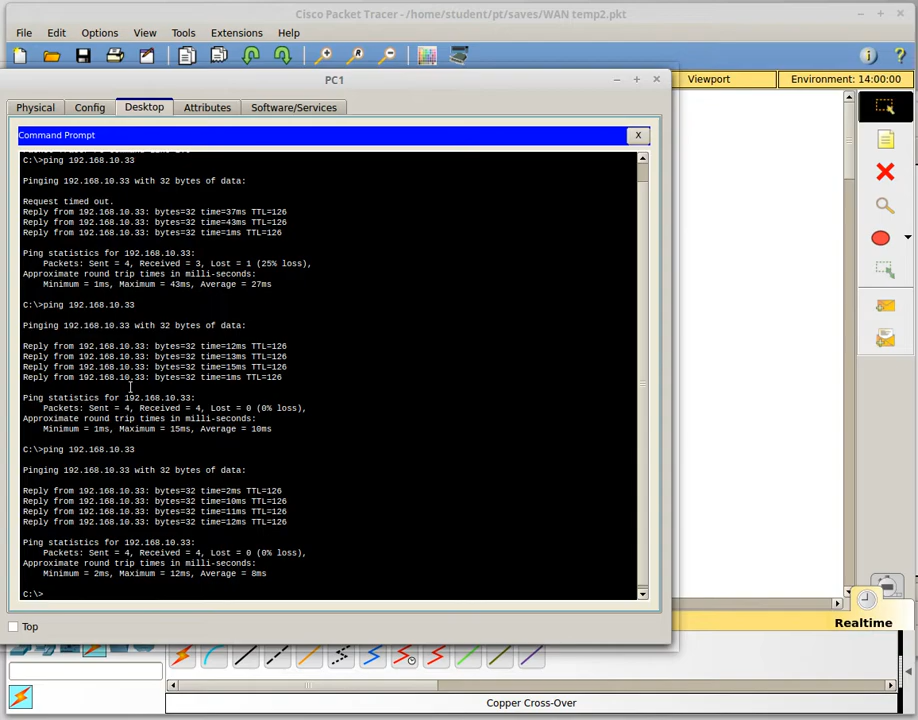 Cisco Packet Tracer - /home/student/pt/saves/WAN temp2.pkt
File Edit Options View Tools Extensions Help
PC1
Viewport
Environment: 14:00:00
Physical Config Desktop Attributes Software/Services
Command Prompt
X
C:\>ping 192.168.10.33
Pinging 192.168.10.33 with 32 bytes of data:
Request timed out.
Reply from 192.168.10.33: bytes=32 time=37ms TTL=126
Reply from 192.168.10.33: bytes=32 time=43ms TTL=126
Reply from 192.168.10.33: bytes=32 time=1ms TTL=126
Ping statistics for 192.168.10.33:
Packets: Sent = 4, Received = 3, Lost = 1 (25% loss),
Approximate round trip times in milli-seconds:
Minimum = 1ms, Maximum = 43ms, Average = 27ms
C:\>ping 192.168.10.33
Pinging 192.168.10.33 with 32 bytes of data:
Reply from 192.168.10.33: bytes=32 time=12ms TTL=126
Reply from 192.168.10.33: bytes=32 time=13ms TTL=126
Reply from 192.168.10.33: bytes=32 time=15ms TTL=126
Reply from 192.168.10.33: bytes=32 time=1ms TTL=126
Ping statistics for 192.168.10.33:
Packets: Sent = 4, Received = 4, Lost = 0 (0% loss),
Approximate round trip times in milli-seconds:
Minimum = 1ms, Maximum = 15ms, Average = 10ms
C:\>ping 192.168.10.33
Pinging 192.168.10.33 with 32 bytes of data:
Reply from 192.168.10.33: bytes=32 time=2ms TTL=126
Reply from 192.168.10.33: bytes=32 time=10ms TTL=126
Reply from 192.168.10.33: bytes=32 time=11ms TTL=126
Reply from 192.168.10.33: bytes=32 time=12ms TTL=126
Ping statistics for 192.168.10.33:
Packets: Sent = 4, Received = 4, Lost = 0 (0% loss),
Approximate round trip times in milli-seconds:
Minimum = 2ms, Maximum = 12ms, Average = 8ms
C:\>
Top
Realtime
Copper Cross-Over